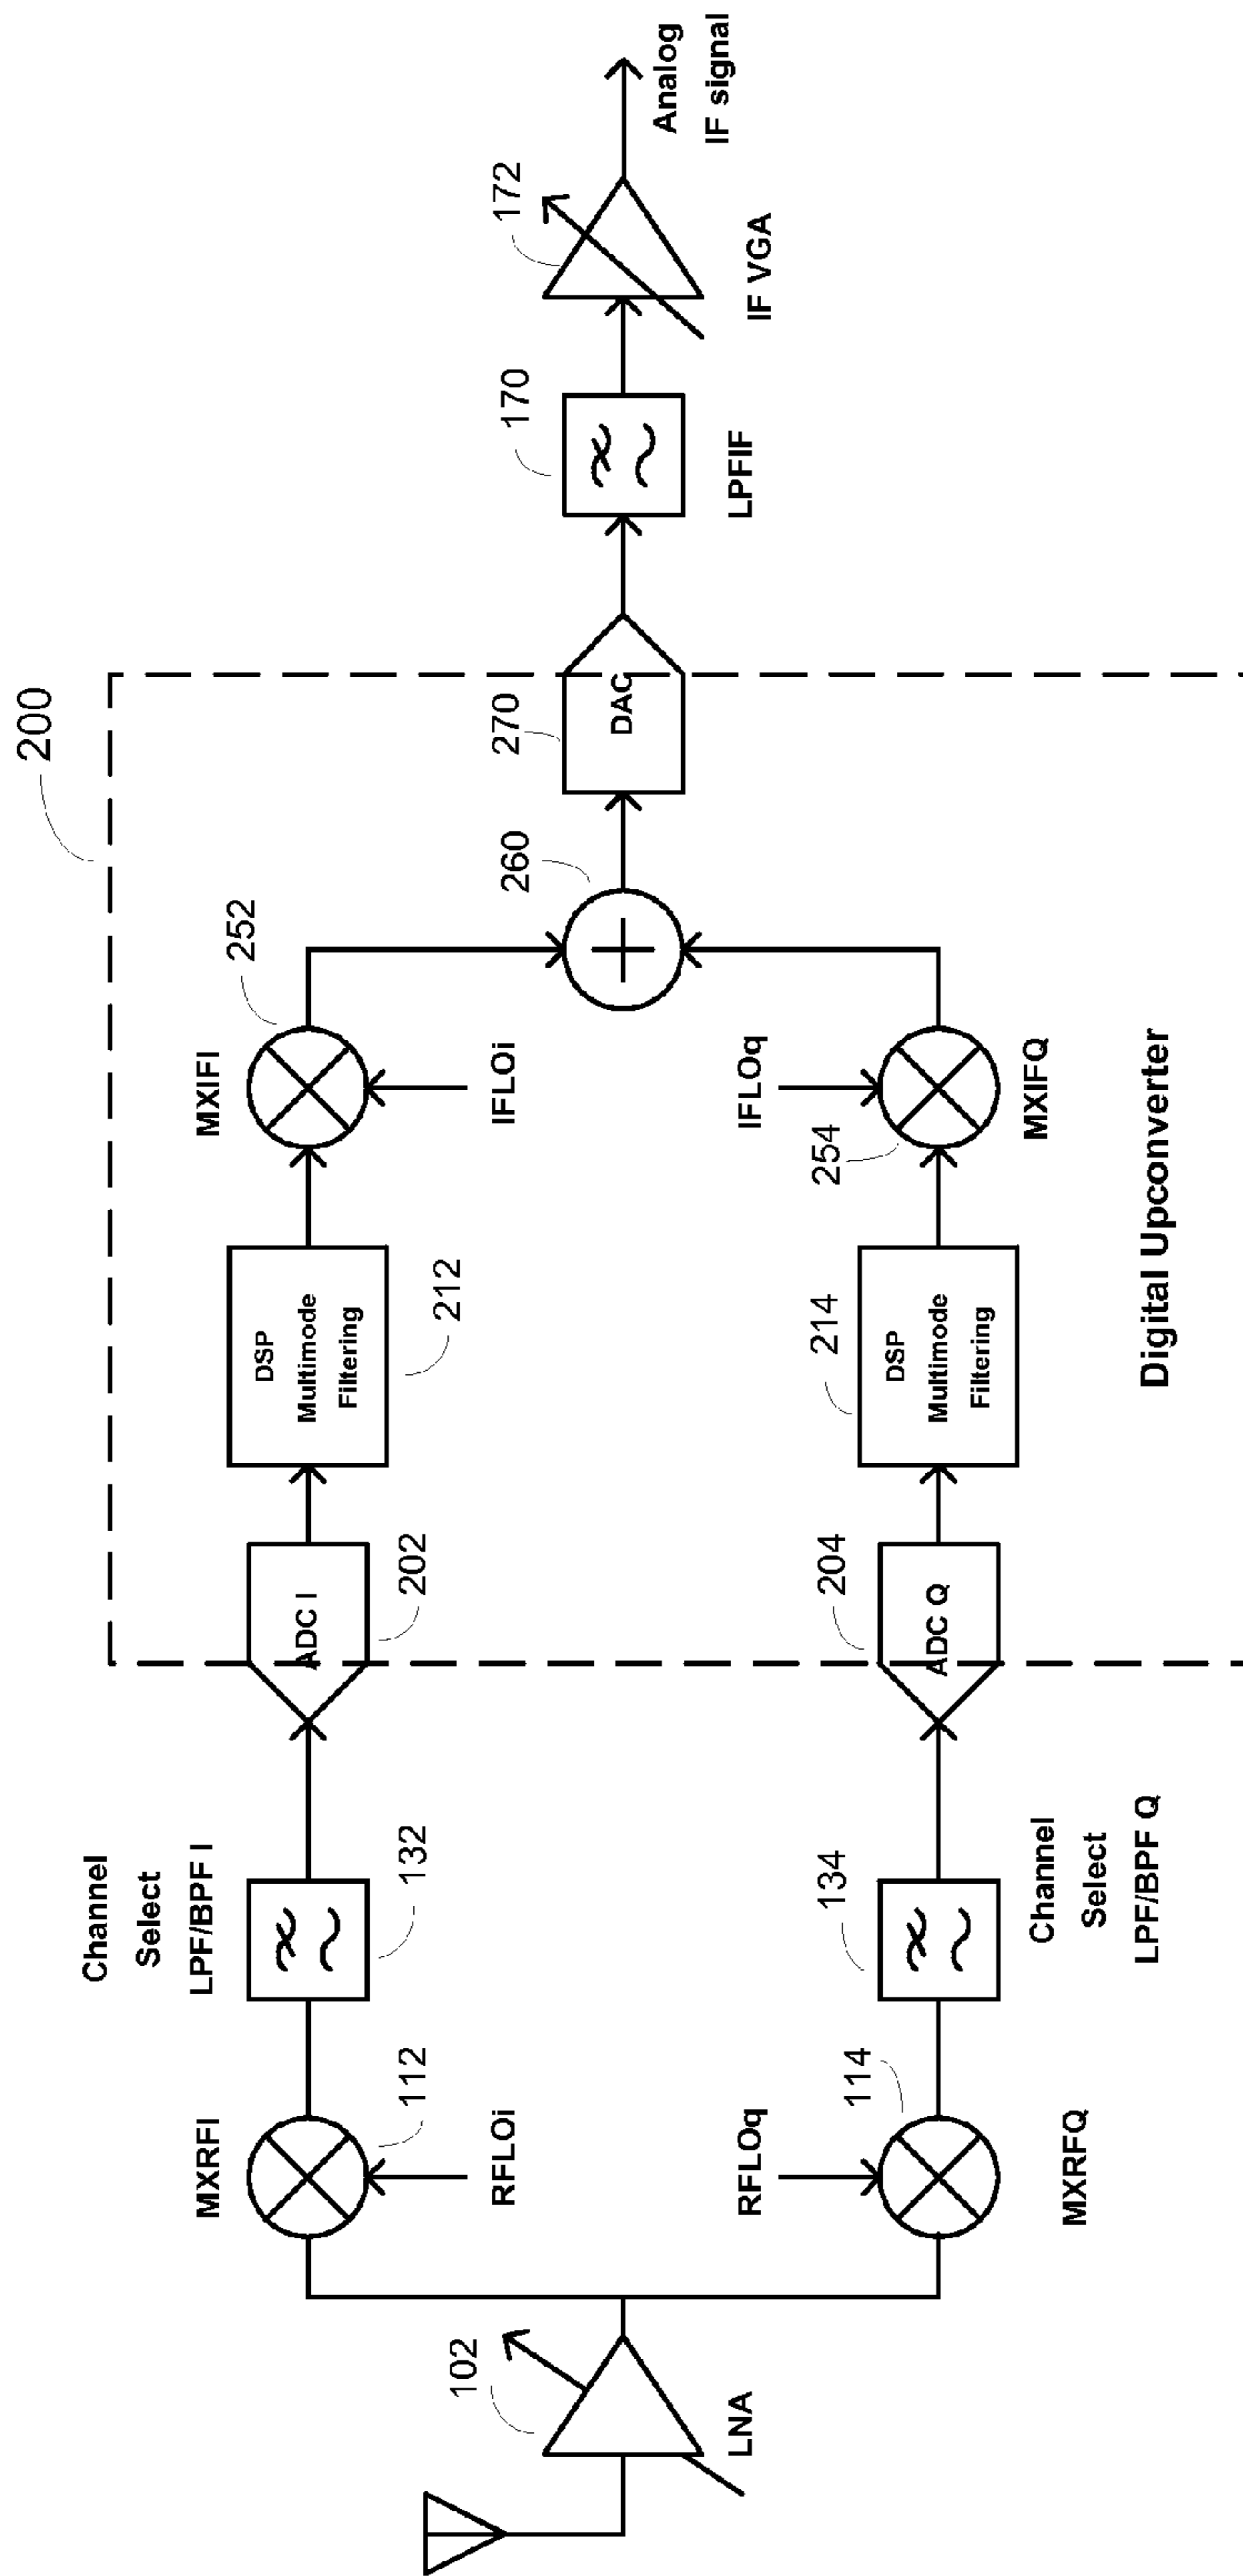 200
Channel
Select
LPF/BPF I
MXRFI
112
RFLOi
132
ADC I
202
DSP
Multimode
Filtering
212
MXIFI
252
IFLOi
102
LNA
260
270
DAC
170
LPFIF
172
IF VGA
Analog
IF signal
RFLOq
114
MXRFQ
134
Channel
Select
LPF/BPF Q
204
ADC Q
214
DSP
Multimode
Filtering
IFLOq
254
MXIFQ
Digital Upconverter